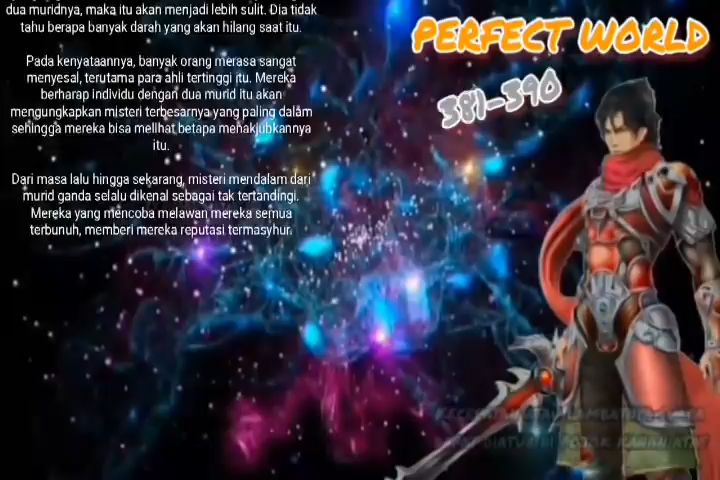 dua muridnya, maka itu akan menjadi lebih sulit. Dia tidak
tahu berapa banyak darah yang akan hilang saat itu.
Pada kenyataannya, banyak orang merasa sangat
menyesal, terutama para ahli tertinggi itu. Mereka
berharap individu dengan dua murid itu akan
mengungkapkan misteri terbesarnya yang paling dalam
sehingga mereka bisa melihat betapa menakjubkannya
itu.
Dari masa lalu hingga sekarang, misteri mendalam dari
murid ganda selalu dikenal sebagai tak tertandingi.
Mereka yang mencoba melawan mereka semua
terbunuh, memberi mereka reputasi termasyhur.
PERFECT WORLD
381-390